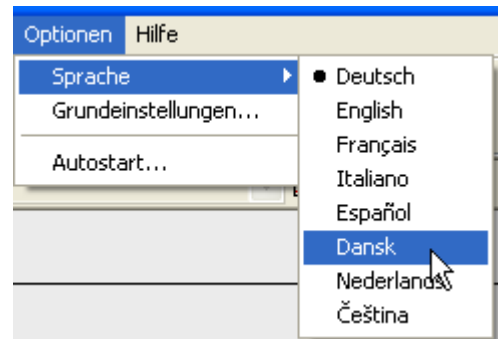 Optionen Hilfe
Sprache
Grundeinstellungen...
Autostart...
Deutsch
English
Français
Italiano
Español
Dansk
Nederlands
Čeština